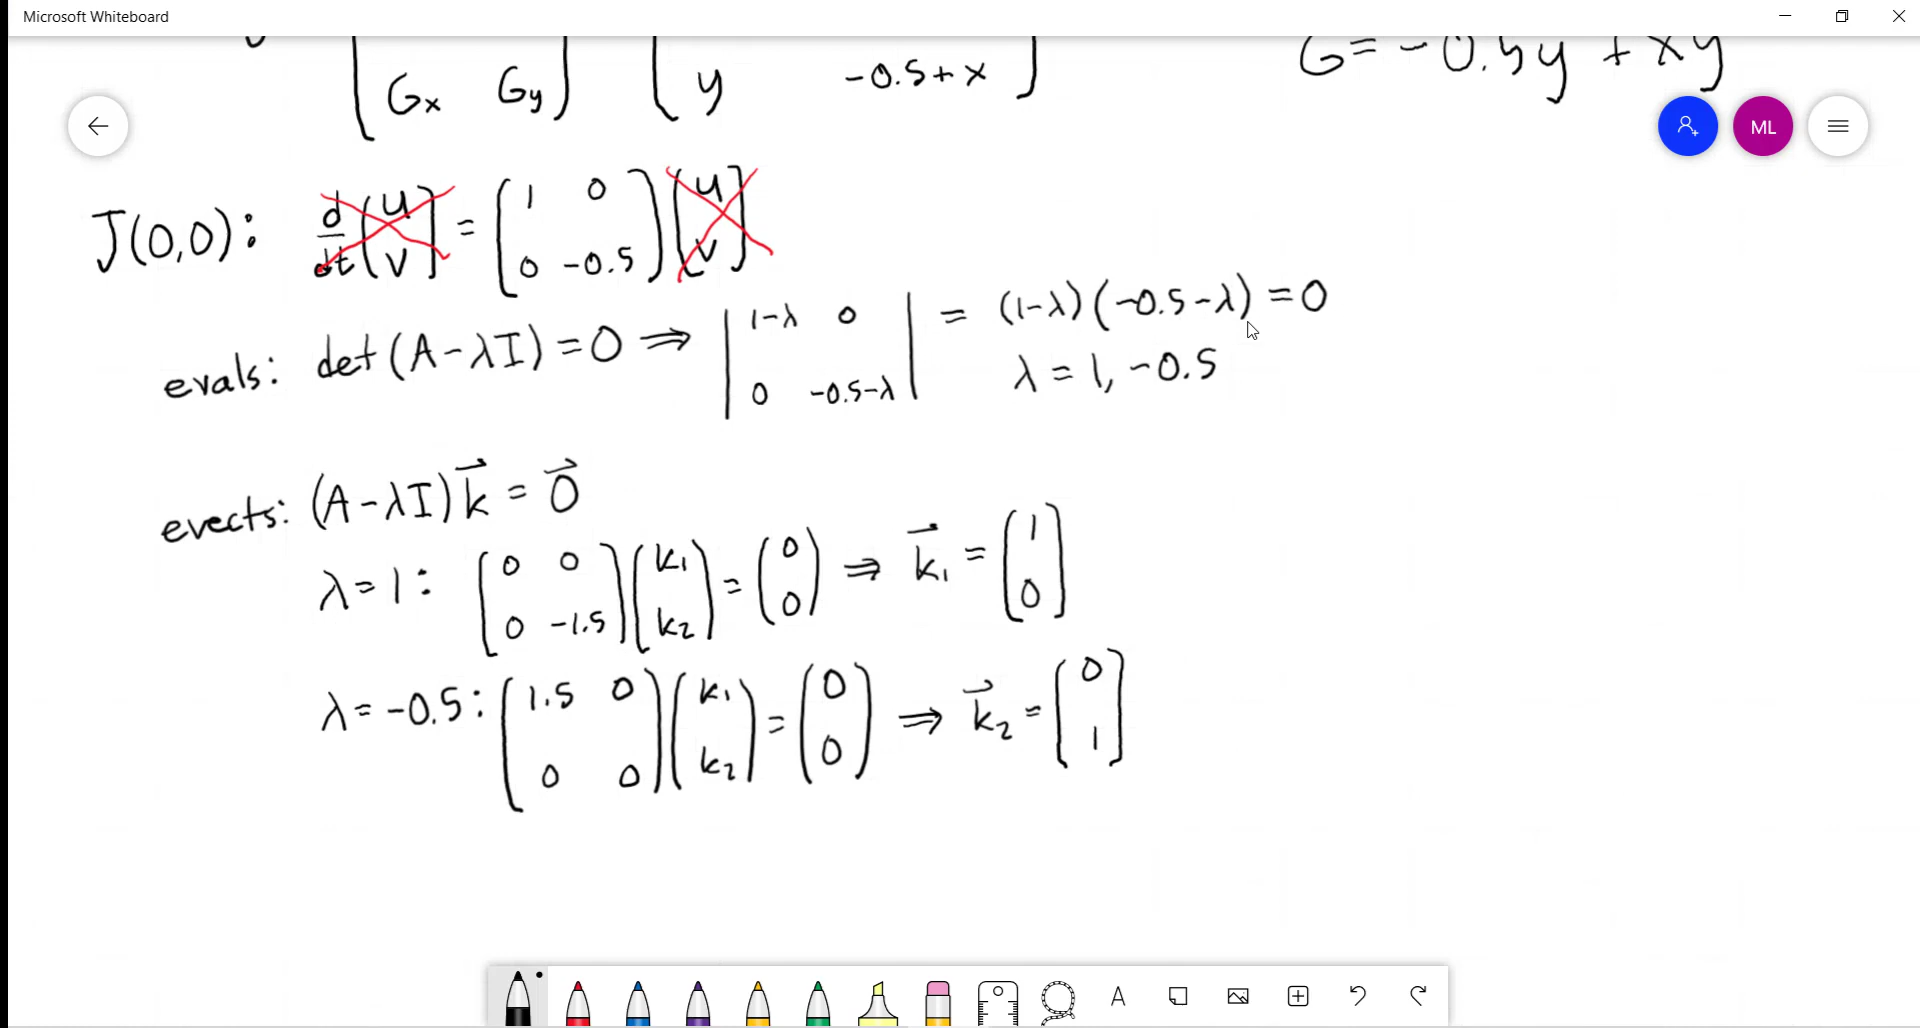 Microsoft Whiteboard
G = -0.5y + xy
[Gx Gy] [y -0.5+x]
ML
J(0,0): d/dt [u v] = [1 0; 0 -0.5] [u v]
evals: det(A-λI)=0 ⇒ |1-λ 0; 0 -0.5-λ| = (1-λ)(-0.5-λ)=0
λ = 1, -0.5
evects: (A-λI)k⃗ = 0⃗
λ=1: [0 0; 0 -1.5][k1 k2] = (0 0) ⇒ k⃗1 = [1 0]
λ=-0.5: [1.5 0; 0 0][k1 k2] = (0 0) ⇒ k⃗2 = [0 1]
A